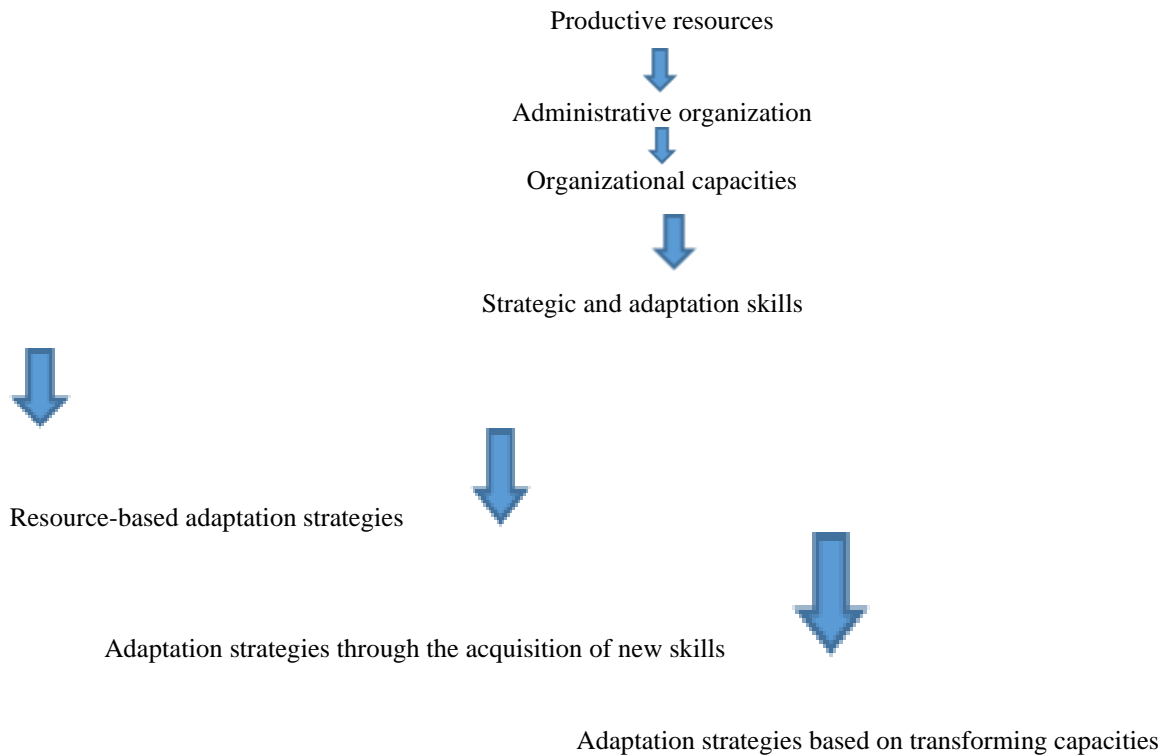 Productive resources
Administrative organization
Organizational capacities
Strategic and adaptation skills
Resource-based adaptation strategies
Adaptation strategies through the acquisition of new skills
Adaptation strategies based on transforming capacities